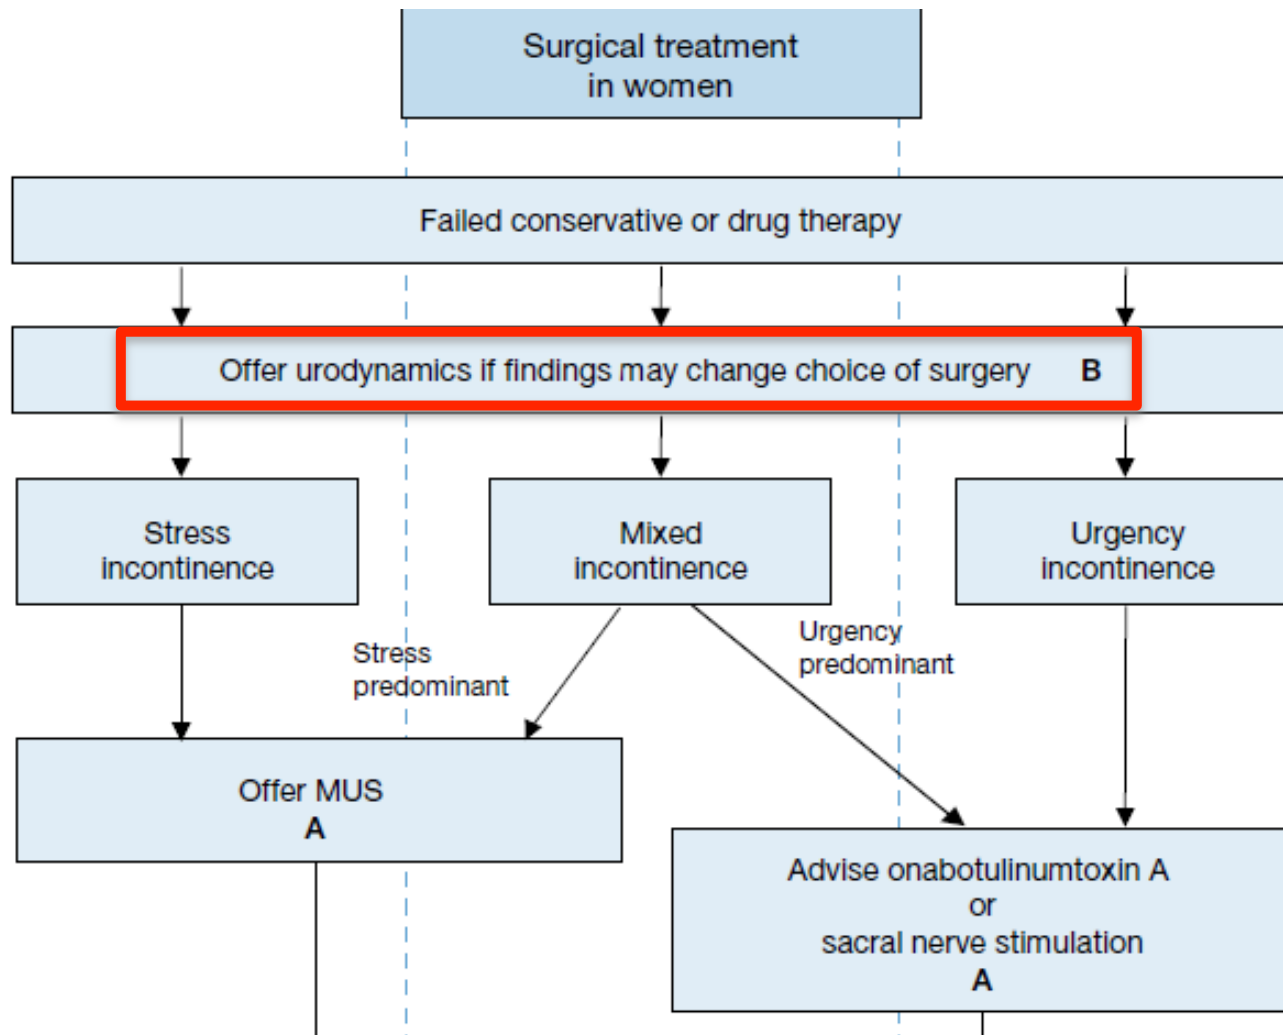 Surgical treatment
in women
Failed conservative or drug therapy
Offer urodynamics if findings may change choice of surgery B
Stress
incontinence
Mixed
incontinence
Urgency
incontinence
Stress
predominant
Urgency
predominant
Offer MUS
A
Advise onabotulinumtoxin A
or
sacral nerve stimulation
A